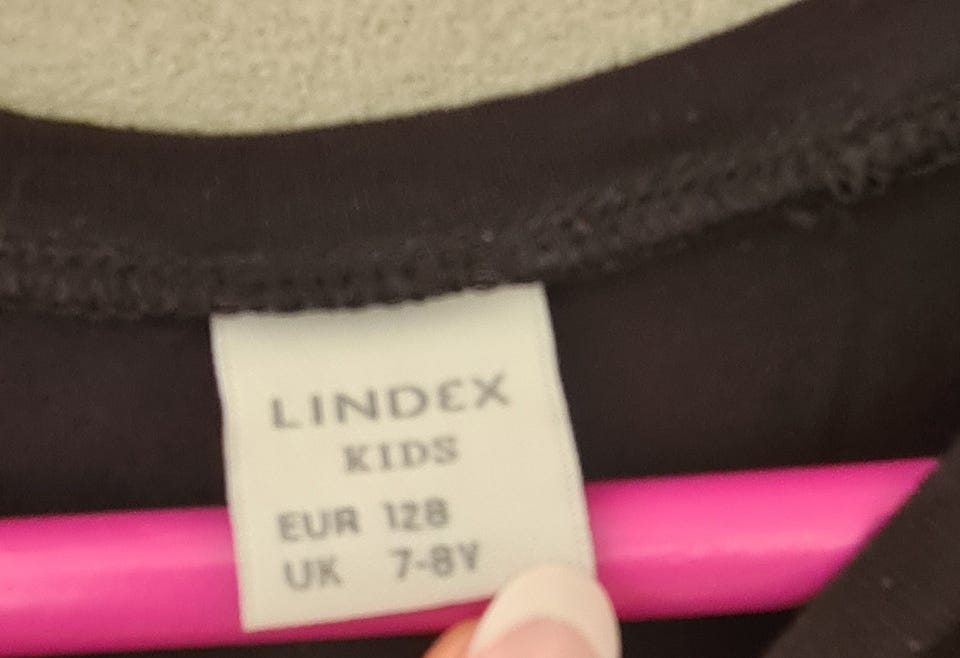 LINDEX
KIDS
EUR 128
UK 7-8Y